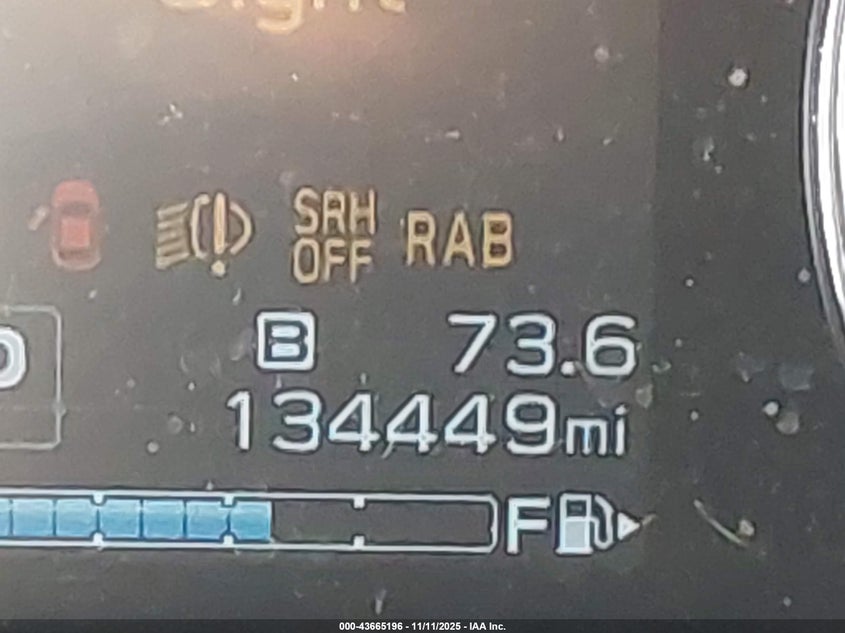 SRH
OFF
RAB
B 73.6
134449mi
F
000-43665196 - 11/11/2025 - IAA Inc.